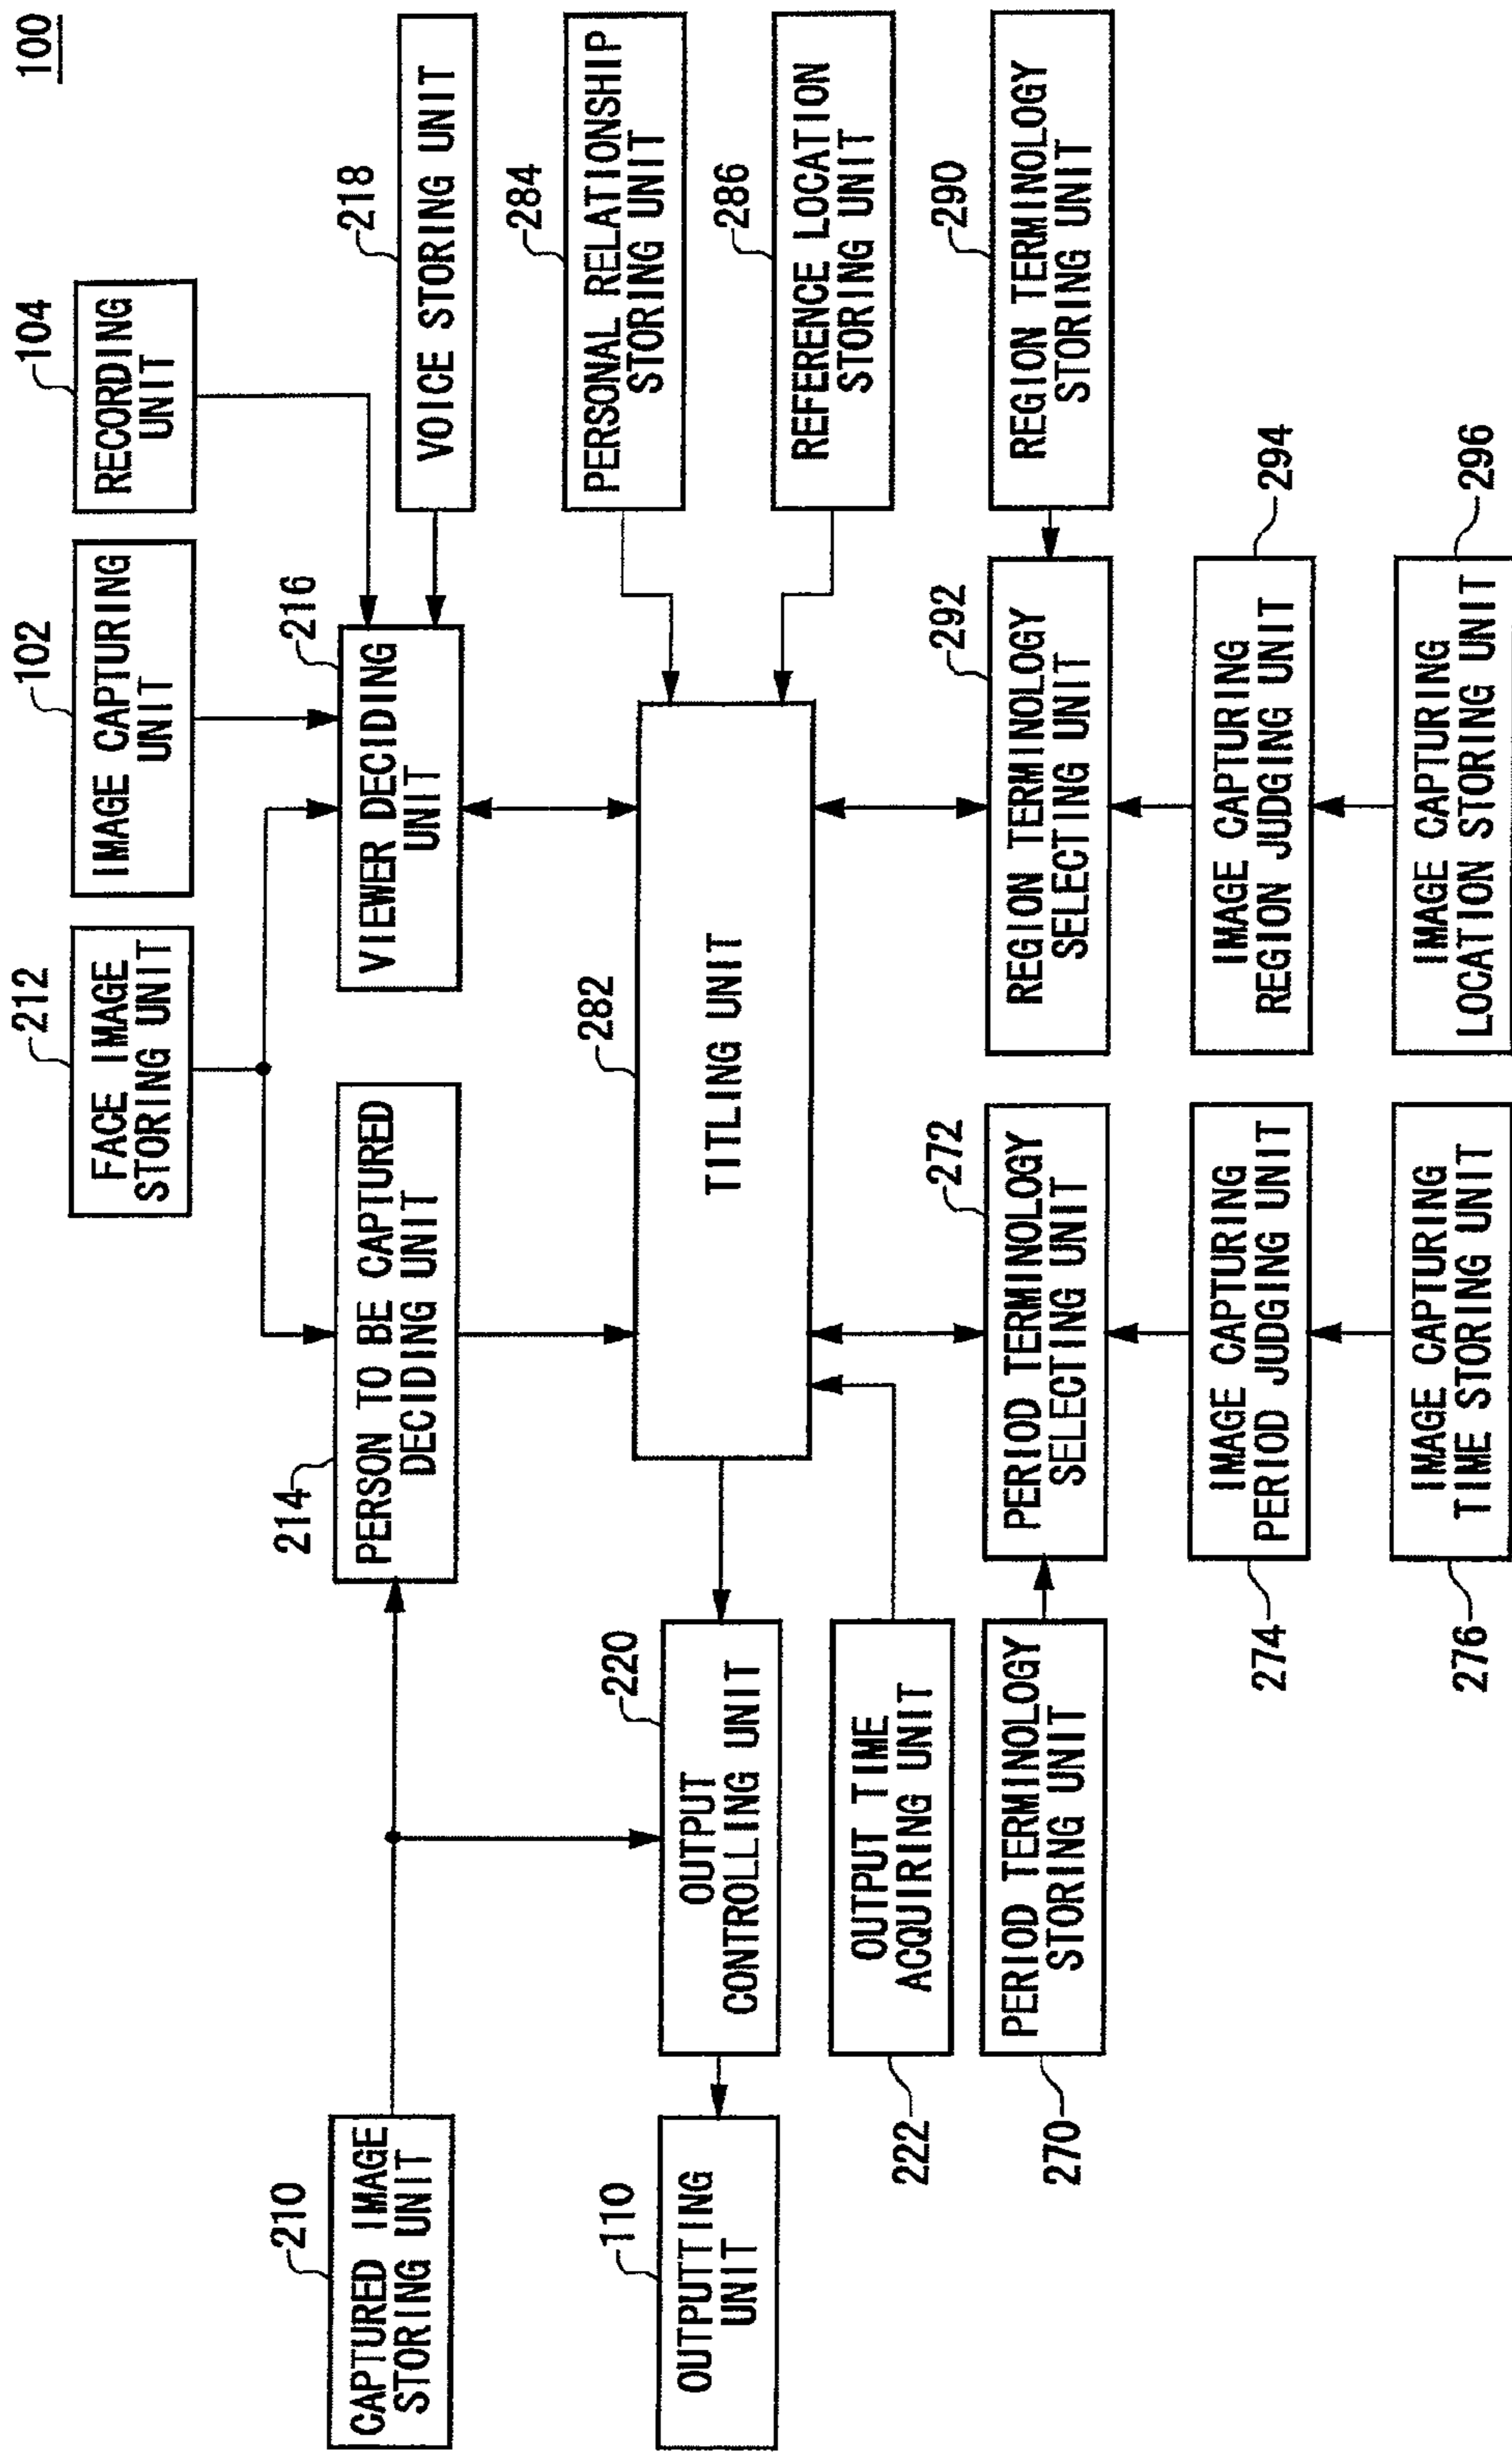 100
212
FACE IMAGE
STORING UNIT
102
IMAGE CAPTURING
UNIT
104
RECORDING
UNIT
210
CAPTURED IMAGE
STORING UNIT
214
PERSON TO BE CAPTURED
DECIDING UNIT
216
VIEWER DECIDING
UNIT
218
VOICE STORING UNIT
110
OUTPUTTING
UNIT
220
OUTPUT
CONTROLLING UNIT
282
TITLING UNIT
284
PERSONAL RELATIONSHIP
STORING UNIT
286
REFERENCE LOCATION
STORING UNIT
222
OUTPUT TIME
ACQUIRING UNIT
270
PERIOD TERMINOLOGY
STORING UNIT
272
PERIOD TERMINOLOGY
SELECTING UNIT
292
REGION TERMINOLOGY
SELECTING UNIT
290
REGION TERMINOLOGY
STORING UNIT
274
IMAGE CAPTURING
PERIOD JUDGING UNIT
IMAGE CAPTURING
REGION JUDGING UNIT
294
276
IMAGE CAPTURING
TIME STORING UNIT
IMAGE CAPTURING
LOCATION STORING UNIT
296